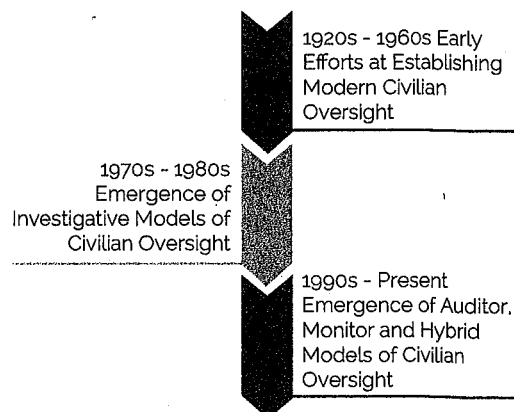 1920s - 1960s Early
Efforts at Establishing
Modern Civilian
Oversight
1970s - 1980s
Emergence of
Investigative Models of
Civilian Oversight
1990s - Present
Emergence of Auditor,
Monitor and Hybrid
Models of Civilian
Oversight